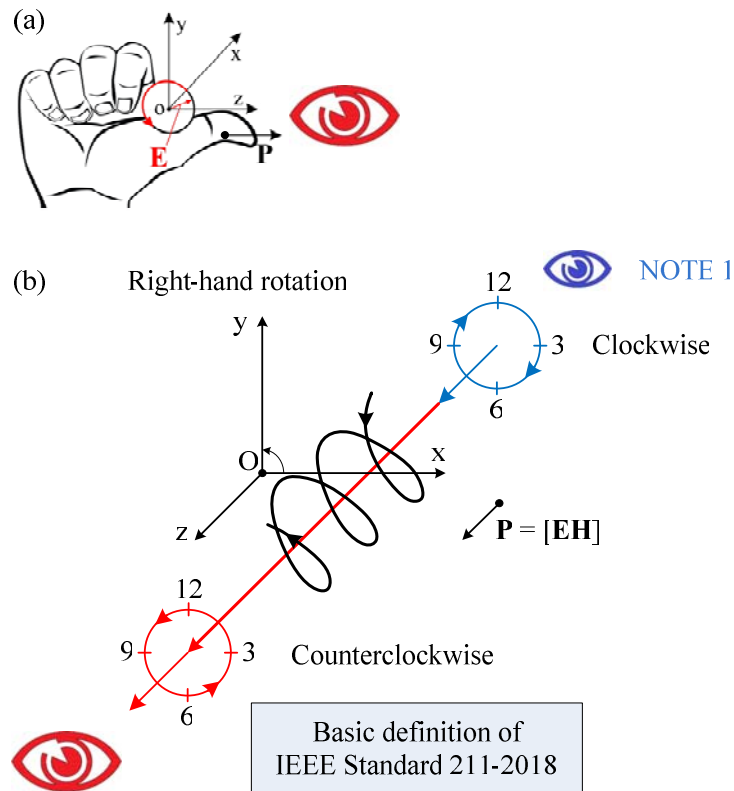 (a)
y
x
o
z
E
P
(b)
Right-hand rotation
NOTE 1
y
12
9
3
Clockwise
6
O
x
z
P = [EH]
12
9
3
Counterclockwise
6
Basic definition of
IEEE Standard 211-2018